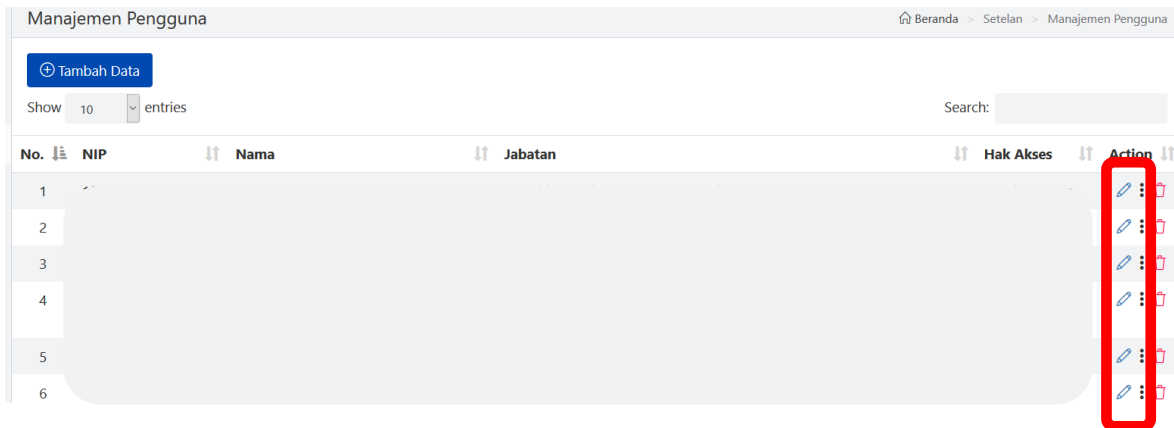 Manajemen Pengguna
Beranda > Setelan > Manajemen Pengguna
Tambah Data
Show 10 entries
Search:
No. NIP Nama Jabatan Hak Akses Action
1
2
3
4
5
6